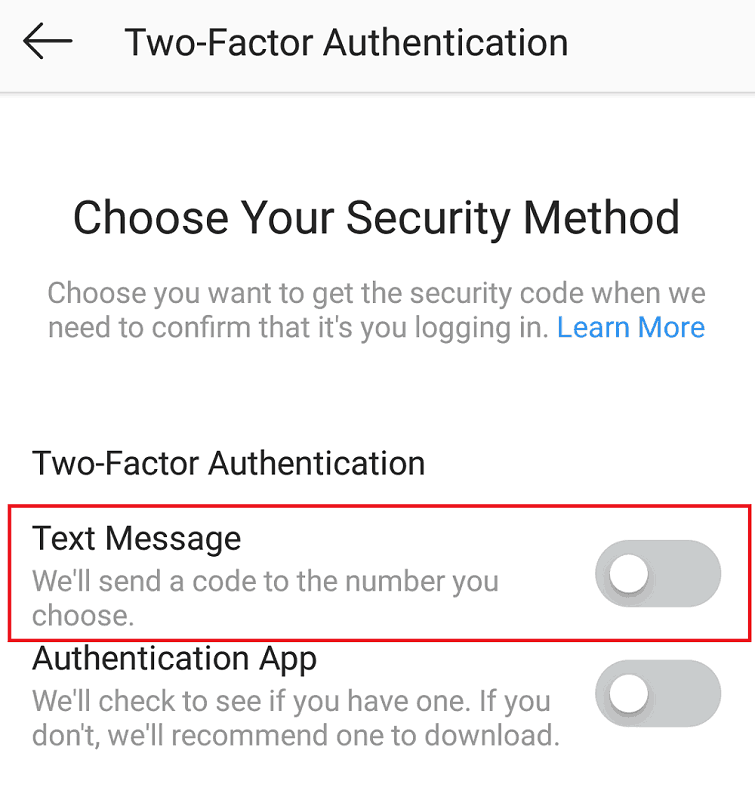 Two-Factor Authentication
Choose Your Security Method
Choose you want to get the security code when we
need to confirm that it's you logging in. Learn More
Two-Factor Authentication
Text Message
We'll send a code to the number you
choose.
Authentication App
We'll check to see if you have one. If you
don't, we'll recommend one to download.